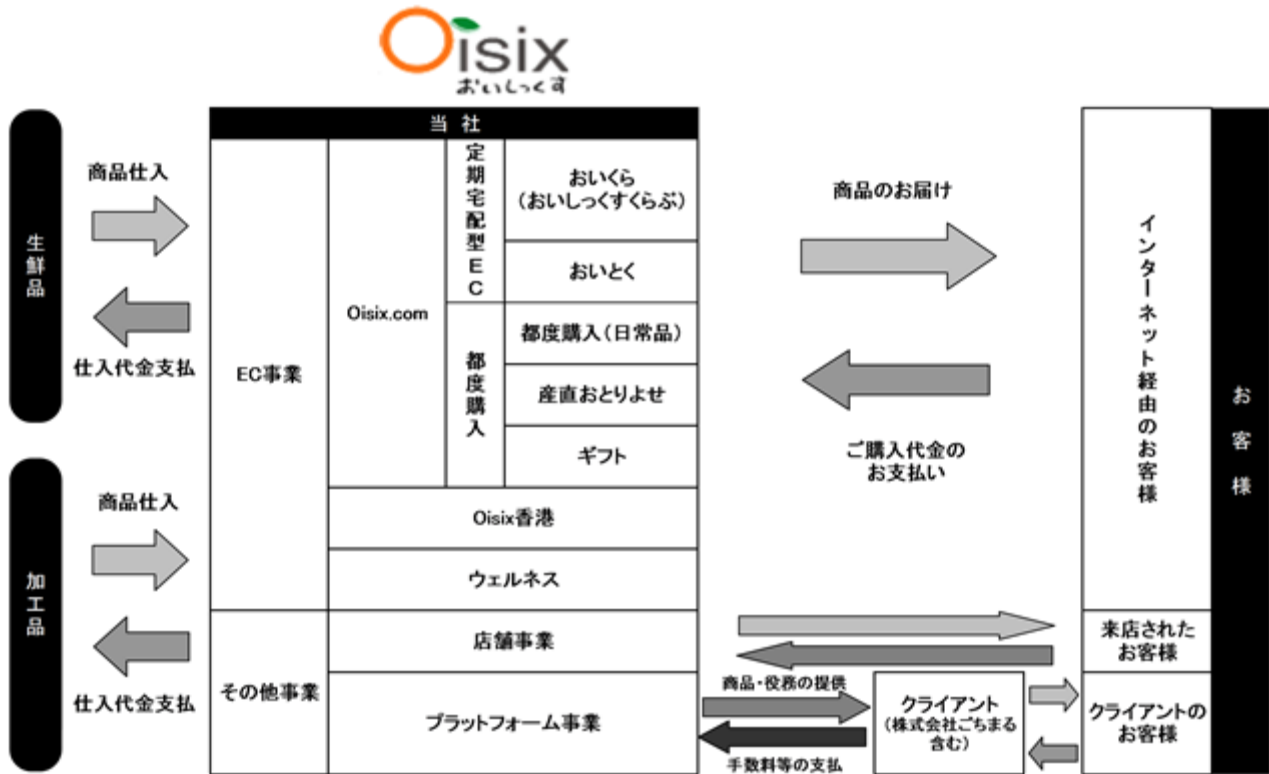 Oisix
おいしっくす
当 社
生鮮品
商品仕入
仕入代金支払
加工品
商品仕入
仕入代金支払
EC事業
Oisix.com
定期宅配型EC
おいくら
(おいしっくすくらぶ)
おいとく
都度購入
都度購入(日常品)
産直おとりよせ
ギフト
Oisix香港
ウェルネス
その他事業
店舗事業
プラットフォーム事業
商品のお届け
ご購入代金の
お支払い
商品・役務の提供
手数料等の支払
クライアント
(株式会社ごちまる
含む)
インターネット経由のお客様
来店された
お客様
クライアントの
お客様
お客様